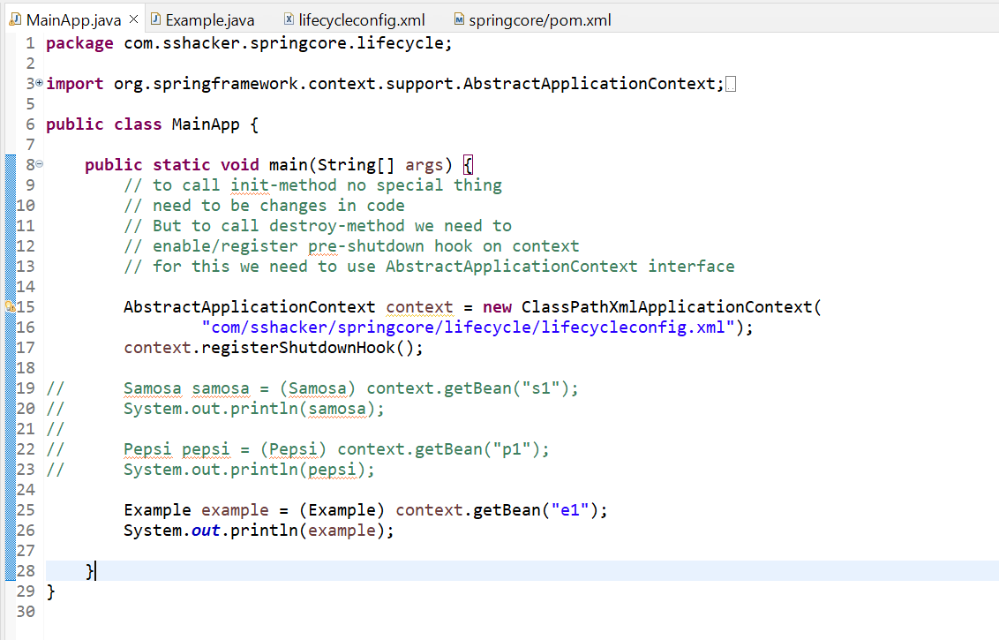 MainApp.java Example.java lifecycleconfig.xml springcore/pom.xml
1 package com.sshacker.springcore.lifecycle;
2
3 import org.springframework.context.support.AbstractApplicationContext;
5
6 public class MainApp {
7
8     public static void main(String[] args) {
9         // to call init-method no special thing
10         // need to be changes in code
11         // But to call destroy-method we need to
12         // enable/register pre-shutdown hook on context
13         // for this we need to use AbstractApplicationContext interface
14
15         AbstractApplicationContext context = new ClassPathXmlApplicationContext(
16                 "com/sshacker/springcore/lifecycle/lifecycleconfig.xml");
17         context.registerShutdownHook();
18
19 //      Samosa samosa = (Samosa) context.getBean("s1");
20 //      System.out.println(samosa);
21 //
22 //      Pepsi pepsi = (Pepsi) context.getBean("p1");
23 //      System.out.println(pepsi);
24
25         Example example = (Example) context.getBean("e1");
26         System.out.println(example);
27
28     }
29 }
30